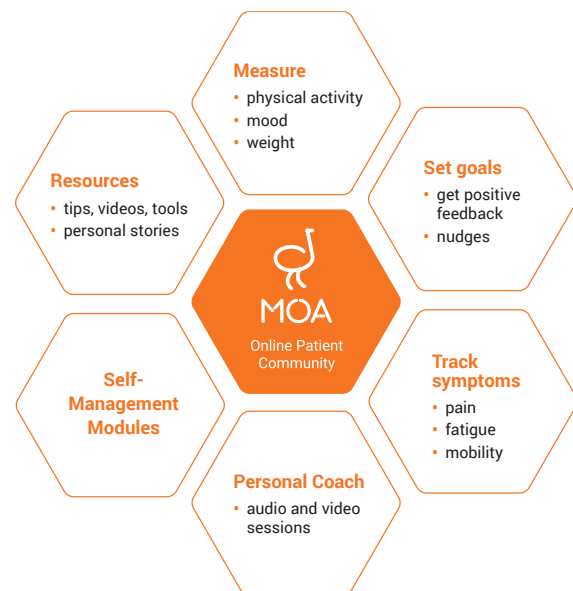 Measure
• physical activity
• mood
• weight
Resources
• tips, videos, tools
• personal stories
Set goals
• get positive
feedback
• nudges
MOA
Online Patient
Community
Self-
Management
Modules
Track
symptoms
• pain
• fatigue
• mobility
Personal Coach
• audio and video
sessions